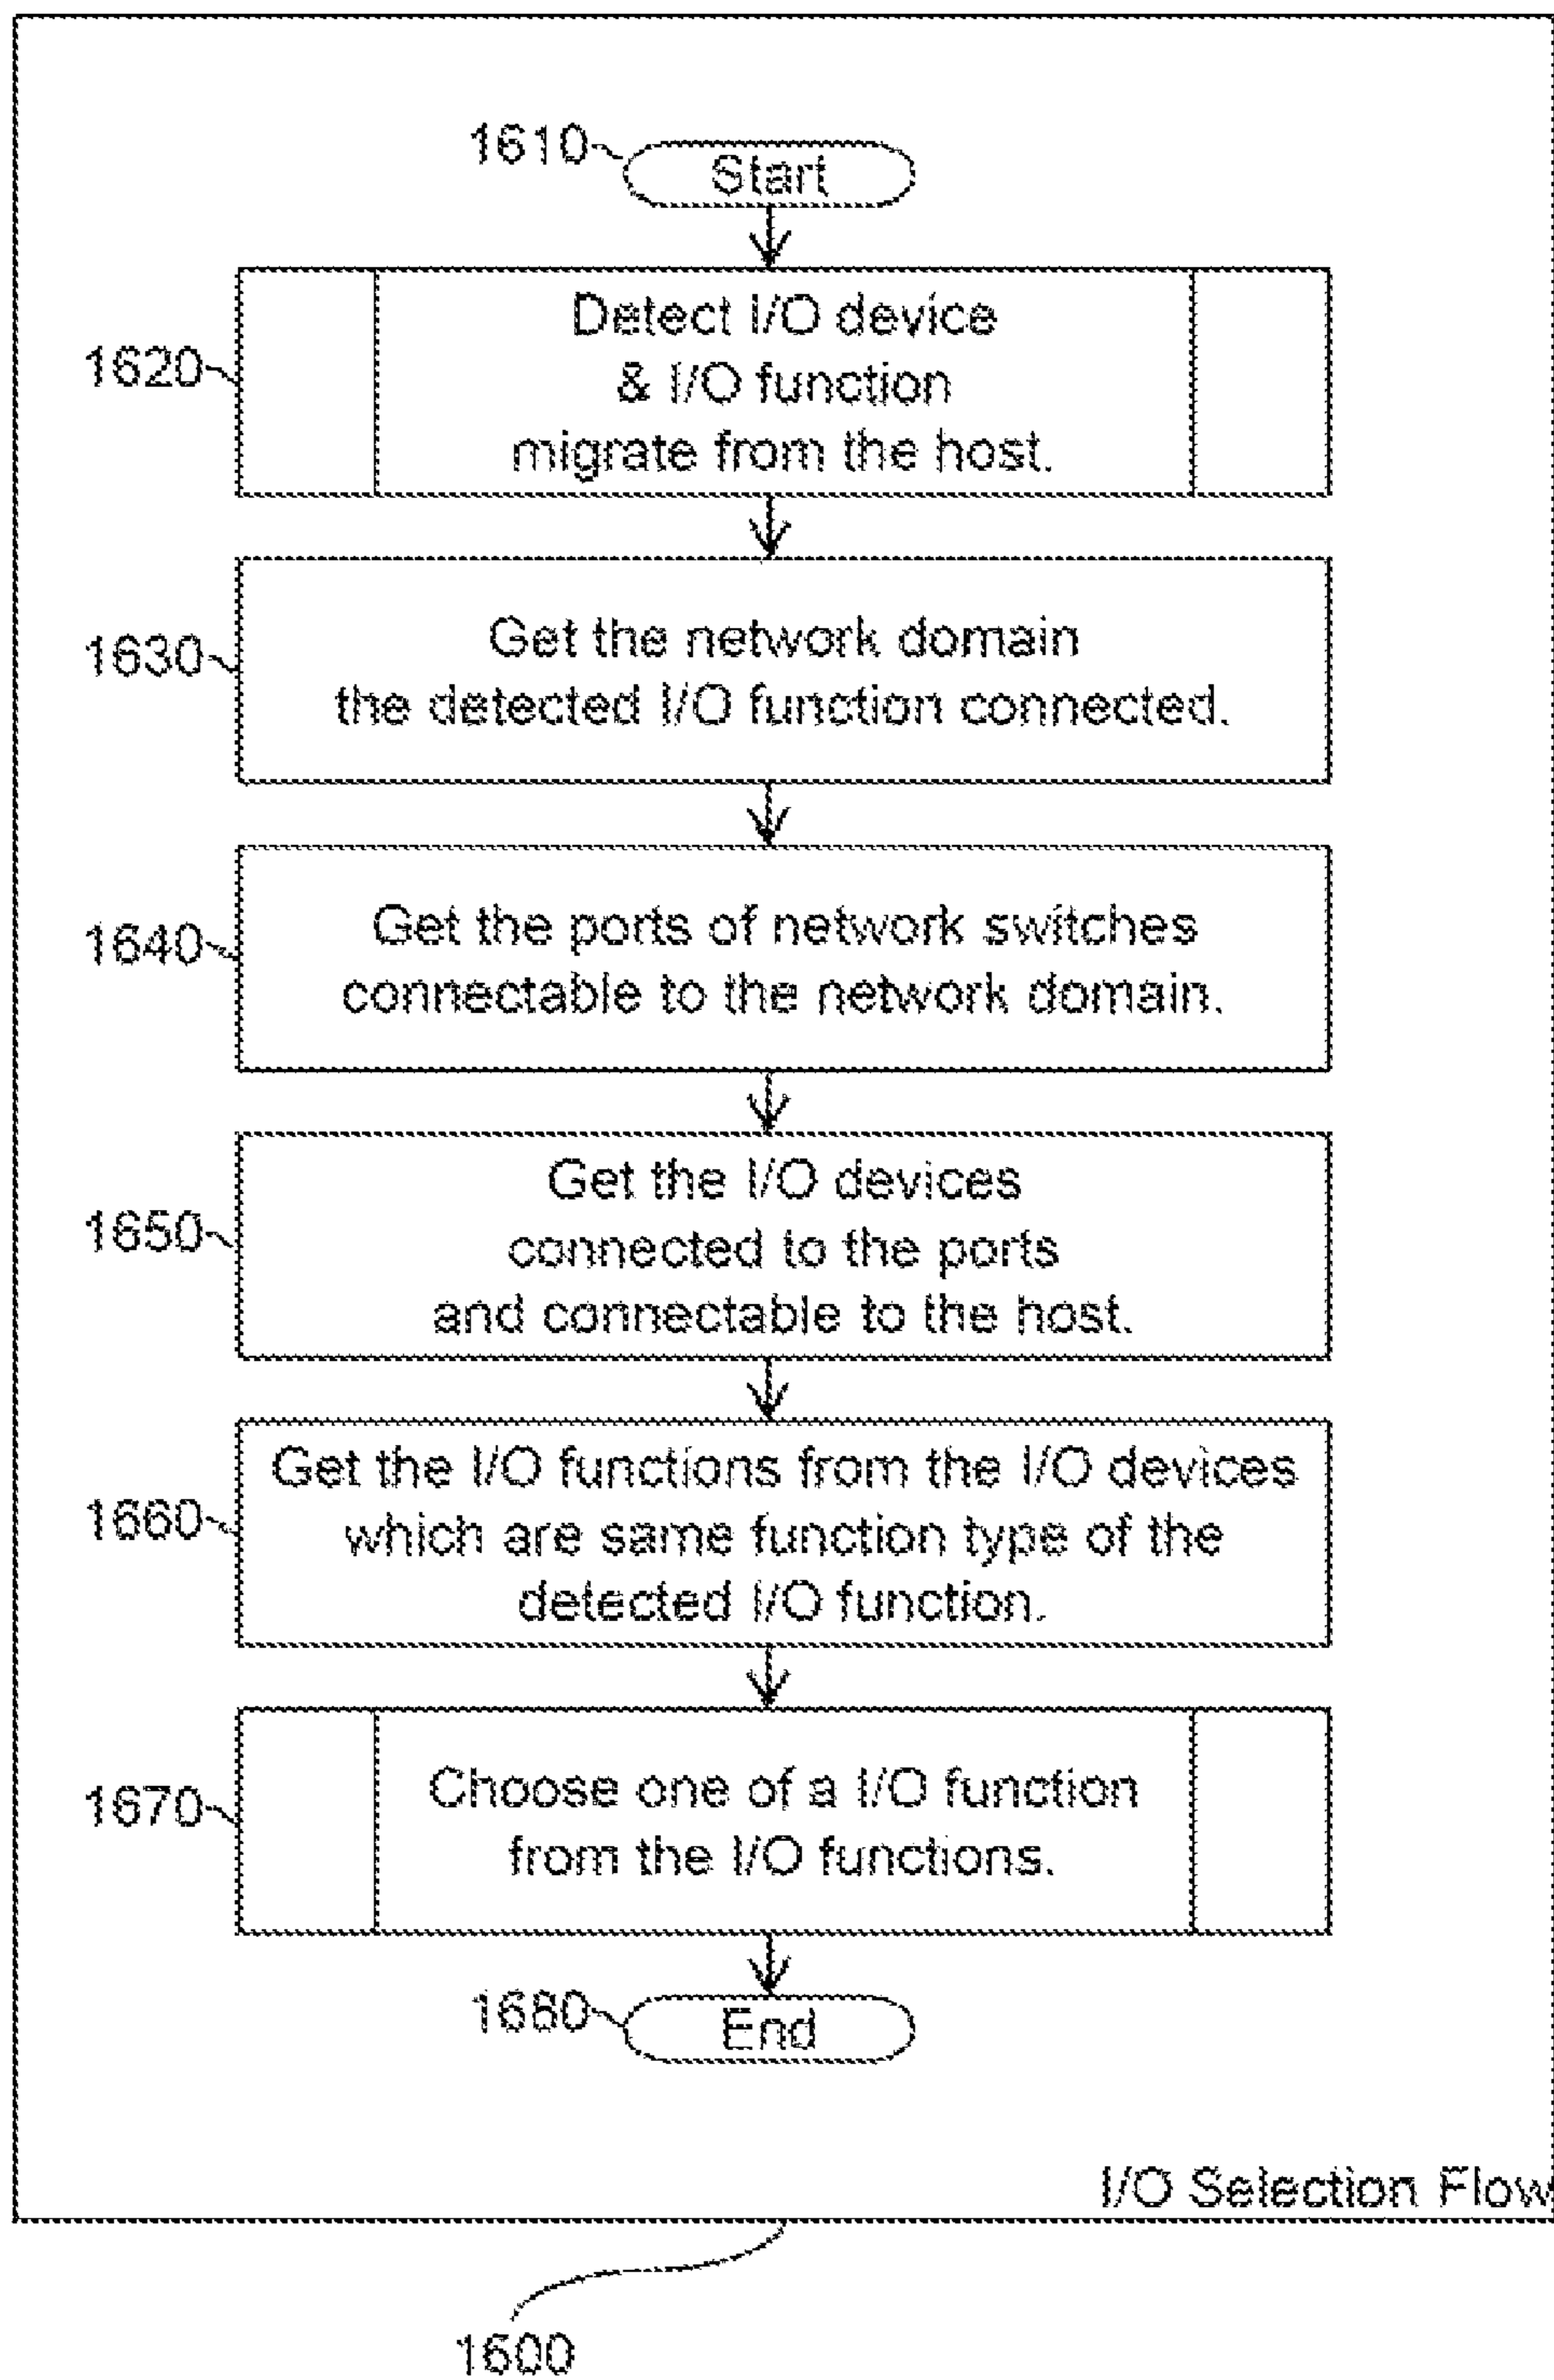 1610
Start
1620
Detect I/O device
& I/O function
migrate from the host.
1630
Get the network domain
the detected I/O function connected.
1640
Get the ports of network switches
connectable to the network domain.
1650
Get the I/O devices
connected to the ports
and connectable to the host.
1660
Get the I/O functions from the I/O devices
which are same function type of the
detected I/O function.
1670
Choose one of a I/O function
from the I/O functions.
1680
End
I/O Selection Flow
1600